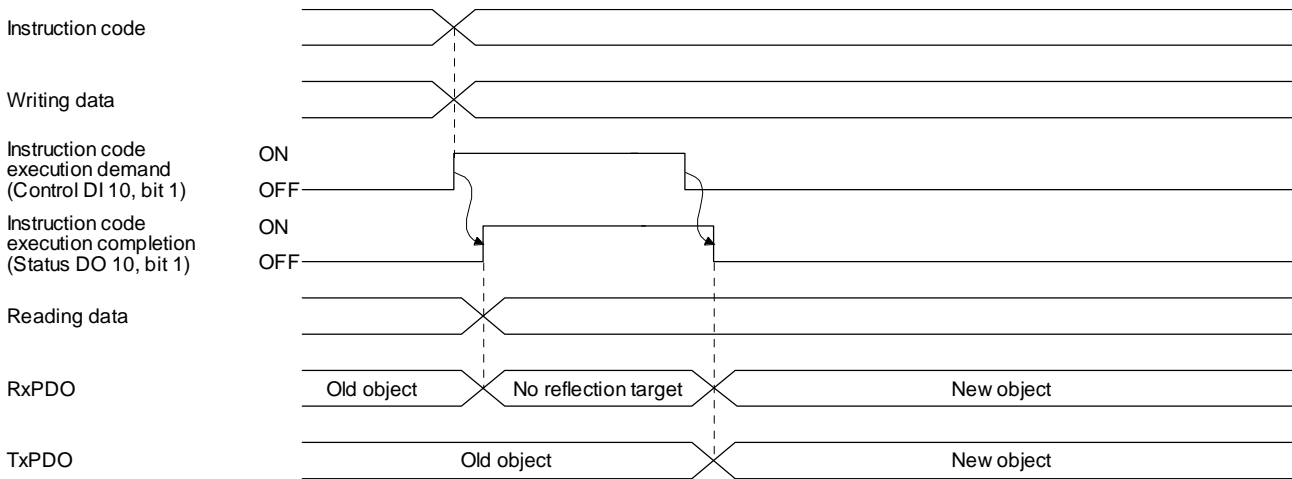 Instruction code
Writing data
Instruction code
execution demand
(Control DI 10, bit 1)
ON
OFF
Instruction code
execution completion
(Status DO 10, bit 1)
ON
OFF
Reading data
RxPDO
Old object
No reflection target
New object
TxPDO
Old object
New object